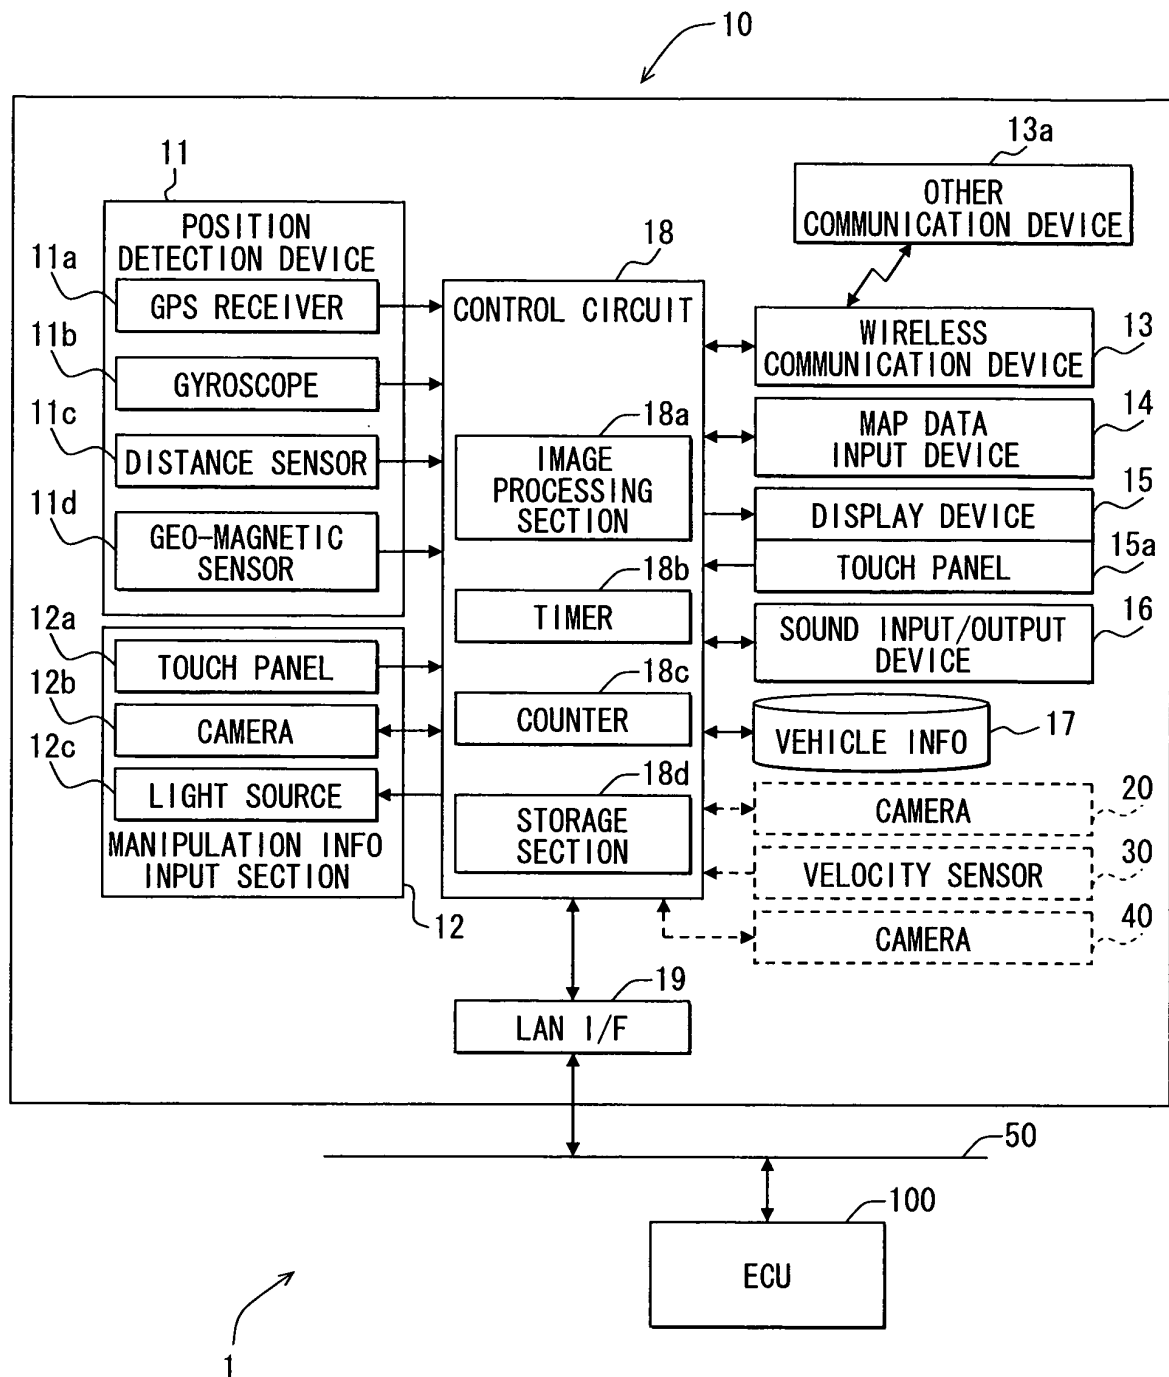 10
13a
OTHER
COMMUNICATION DEVICE
11
POSITION
DETECTION DEVICE
11a
GPS RECEIVER
11b
GYROSCOPE
11c
DISTANCE SENSOR
11d
GEO-MAGNETIC
SENSOR
12a
TOUCH PANEL
12b
CAMERA
12c
LIGHT SOURCE
MANIPULATION INFO
INPUT SECTION
12
18
CONTROL CIRCUIT
18a
IMAGE
PROCESSING
SECTION
18b
TIMER
18c
COUNTER
18d
STORAGE
SECTION
WIRELESS
COMMUNICATION DEVICE
13
MAP DATA
INPUT DEVICE
14
DISPLAY DEVICE
15
TOUCH PANEL
15a
SOUND INPUT/OUTPUT
DEVICE
16
VEHICLE INFO
17
CAMERA
20
VELOCITY SENSOR
30
CAMERA
40
19
LAN I/F
50
100
ECU
1